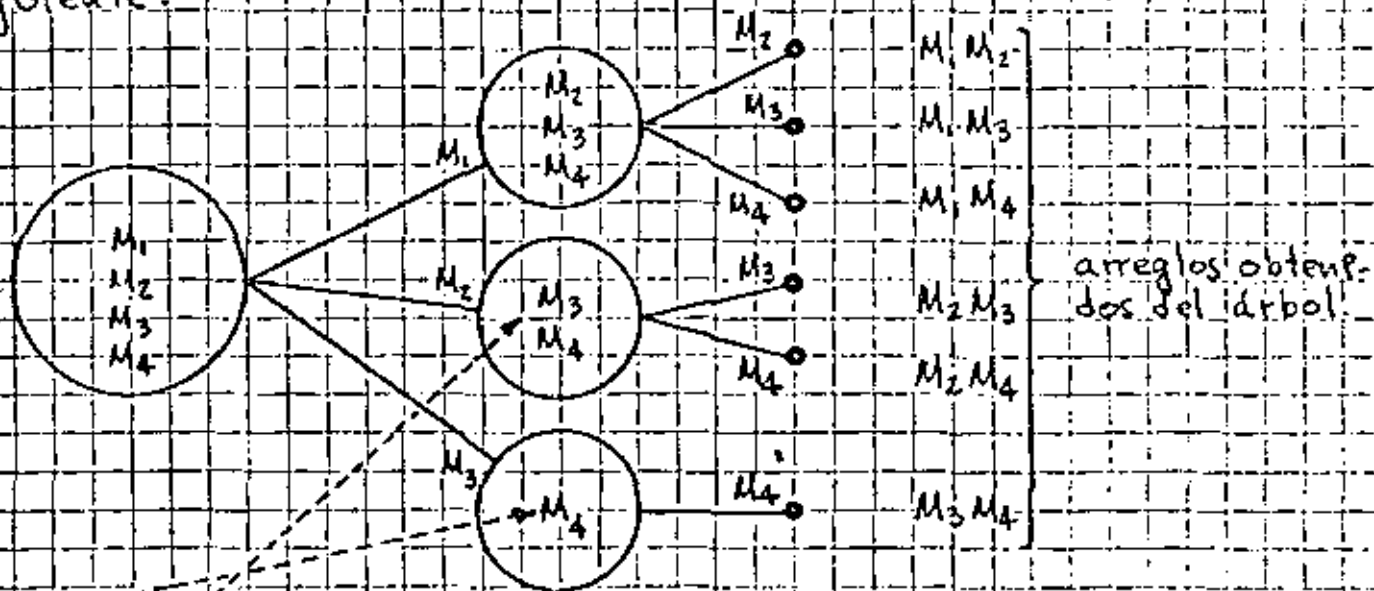 M₁
M₂
M₃
M₄
M₁
M₂
M₃
M₂
M₃
M₄
M₃
M₄
M₄
M₂
M₃
M₄
M₃
M₄
M₄
M₁ M₂
M₁ M₃
M₁ M₄
M₂ M₃
M₂ M₄
M₃ M₄
arreglos obteni-
dos del árbol.